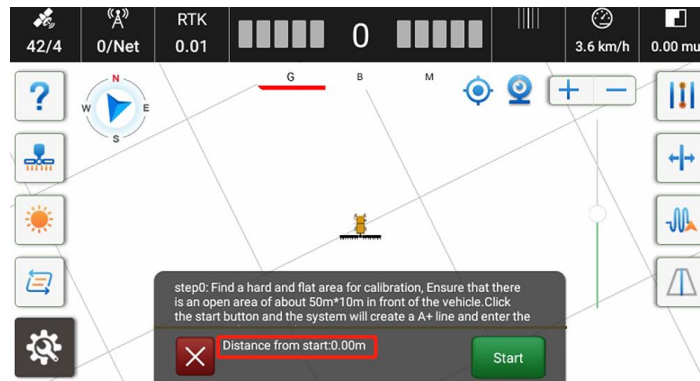 RTK
42/4
0/Net
0.01
0
3.6 km/h
0.00 mu
G B M
N
W E
S
step0: Find a hard and flat area for calibration, Ensure that there
is an open area of about 50m*10m in front of the vehicle.Click
the start button and the system will create a A+ line and enter the
Distance from start:0.00m
Start